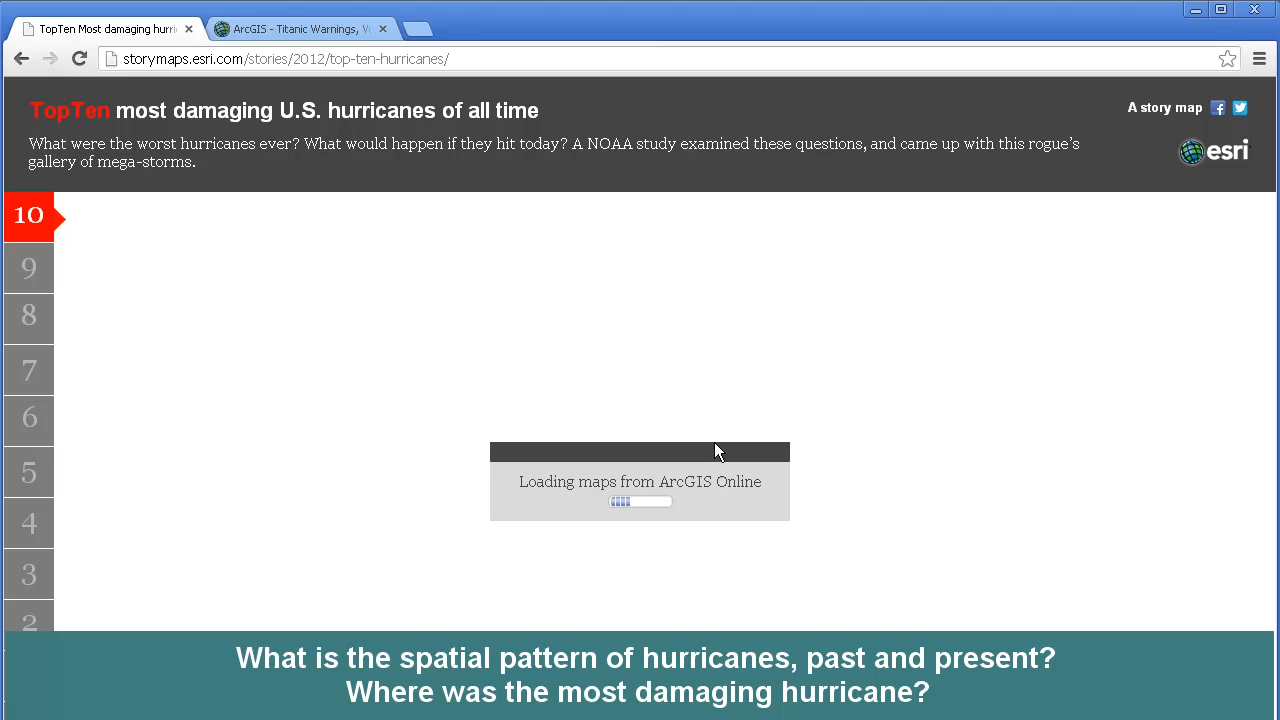 TopTen Most damaging hurri
ArcGIS - Titanic Warnings, V
storymaps.esri.com/stories/2012/top-ten-hurricanes/
TopTen most damaging U.S. hurricanes of all time
A story map
What were the worst hurricanes ever? What would happen if they hit today? A NOAA study examined these questions, and came up with this rogue's
gallery of mega-storms.
esri
10
9
8
7
6
5
4
3
2
Loading maps from ArcGIS Online
What is the spatial pattern of hurricanes, past and present?
Where was the most damaging hurricane?